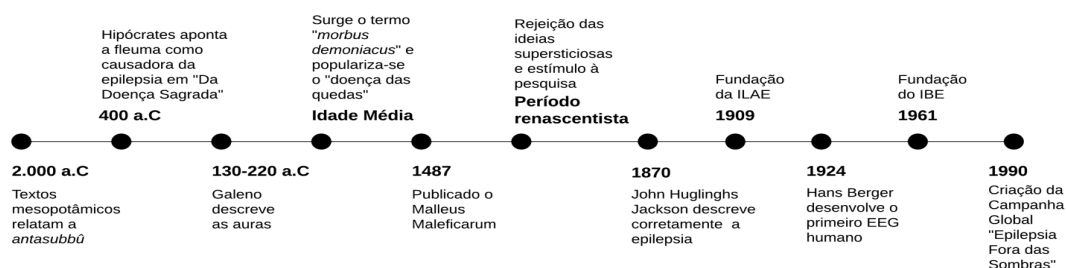 2.000 a.C
Textos
mesopotâmicos
relatam a
antasubbû
Hipócrates aponta
a fleuma como
causadora da
epilepsia em "Da
Doença Sagrada"
400 a.C
130-220 a.C
Galeno
descreve
as auras
Surge o termo
"morbus
demoniacus" e
populariza-se
o "doença das
quedas"
Idade Média
1487
Publicado o
Malleus
Maleficarum
Rejeição das
ideias
supersticiosas
e estímulo à
pesquisa
Período
renascentista
1870
John Huglinghs
Jackson descreve
corretamente a
epilepsia
Fundação
da ILAE
1909
1924
Hans Berger
desenvolve o
primeiro EEG
humano
Fundação
do IBE
1961
1990
Criação da
Campanha
Global
"Epilepsia
Fora das
Sombras"